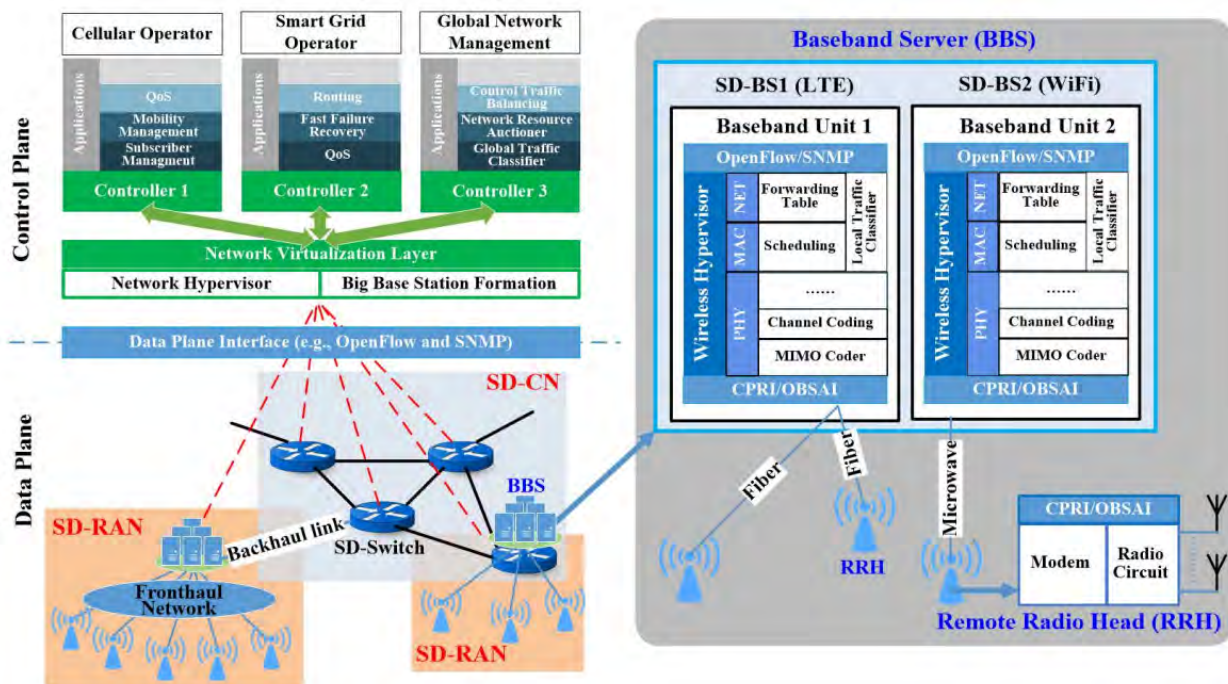 Control Plane
Cellular Operator
Applications
......
QoS
Mobility
Management
Subscriber
Managment
Controller 1
Smart Grid
Operator
Applications
......
Routing
Fast Failure
Recovery
QoS
Controller 2
Global Network
Management
Applications
......
Control Traffic
Balancing
Network Resource
Auctioner
Global Traffic
Classifier
Controller 3
Network Virtualization Layer
Network Hypervisor
Big Base Station Formation
Data Plane Interface (e.g., OpenFlow and SNMP)
Data Plane
SD-CN
BBS
SD-RAN
Backhaul link
SD-Switch
Fronthaul
Network
SD-RAN
Baseband Server (BBS)
SD-BS1 (LTE)
Baseband Unit 1
OpenFlow/SNMP
Wireless Hypervisor
NET
Forwarding
Table
MAC
Scheduling
Local Traffic
Classifier
PHY
......
Channel Coding
MIMO Coder
CPRI/OBSAI
SD-BS2 (WiFi)
Baseband Unit 2
OpenFlow/SNMP
Wireless Hypervisor
NET
Forwarding
Table
MAC
Scheduling
Local Traffic
Classifier
PHY
......
Channel Coding
MIMO Coder
CPRI/OBSAI
Fiber
Fiber
Microwave
RRH
CPRI/OBSAI
Modem
Radio
Circuit
Remote Radio Head (RRH)